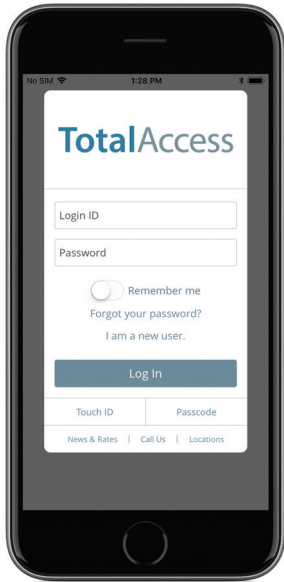 No SIM 1:28 PM
TotalAccess
Login ID
Password
Remember me
Forgot your password?
I am a new user.
Log In
Touch ID Passcode
News & Rates | Call Us | Locations